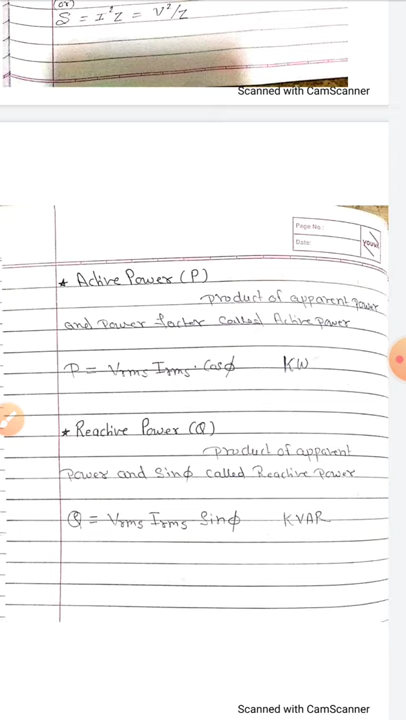 (or)
S = I²Z = V²/Z
Scanned with CamScanner
Page No.:
Date:
youva
* Active Power (P)
product of apparent power
and power factor called Active power
P = Vrms Irms. Cosϕ KW
* Reactive Power (Q)
product of apparent
power and Sinϕ called Reactive power
Q = Vrms Irms Sinϕ KVAR
Scanned with CamScanner